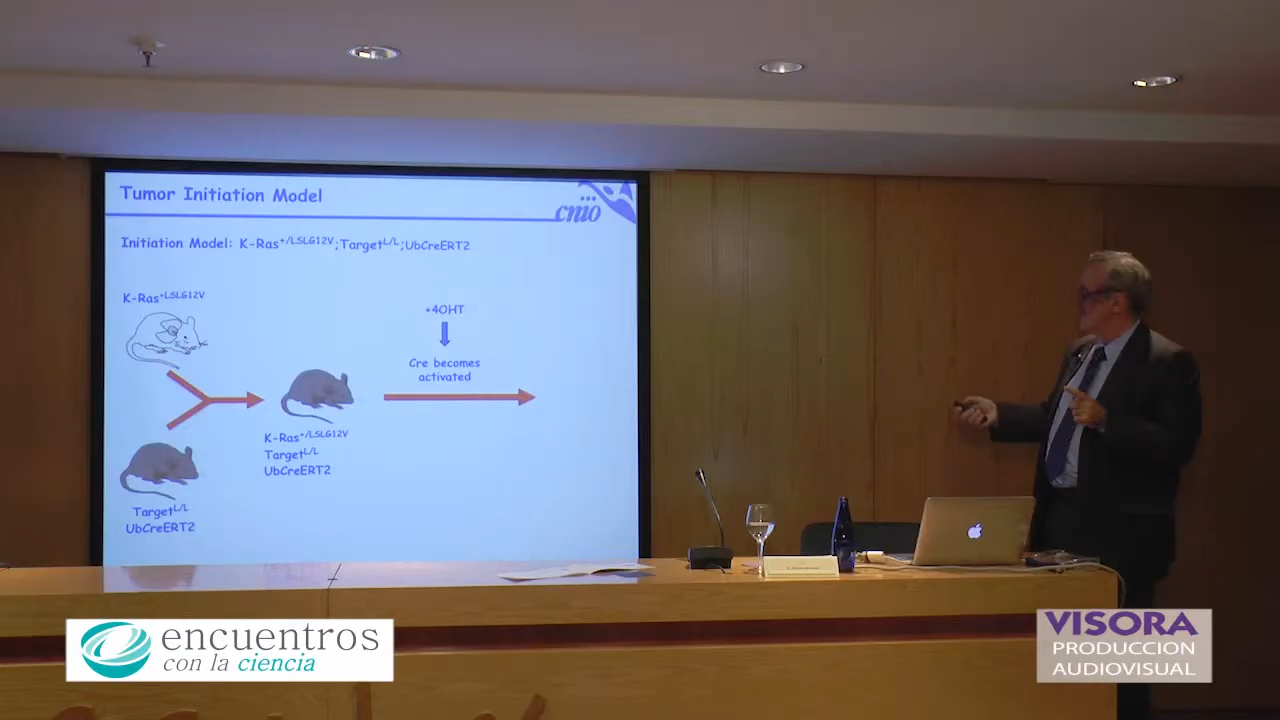 Tumor Initiation Model
cnio
Initiation Model: K-Ras+/LSLG12V;TargetL/L;UbCreERT2
K-Ras+LSLG12V
+4OHT
Cre becomes
activated
K-Ras+/LSLG12V
TargetL/L
UbCreERT2
TargetL/L
UbCreERT2
encuentros
con la ciencia
VISORA
PRODUCCION
AUDIOVISUAL